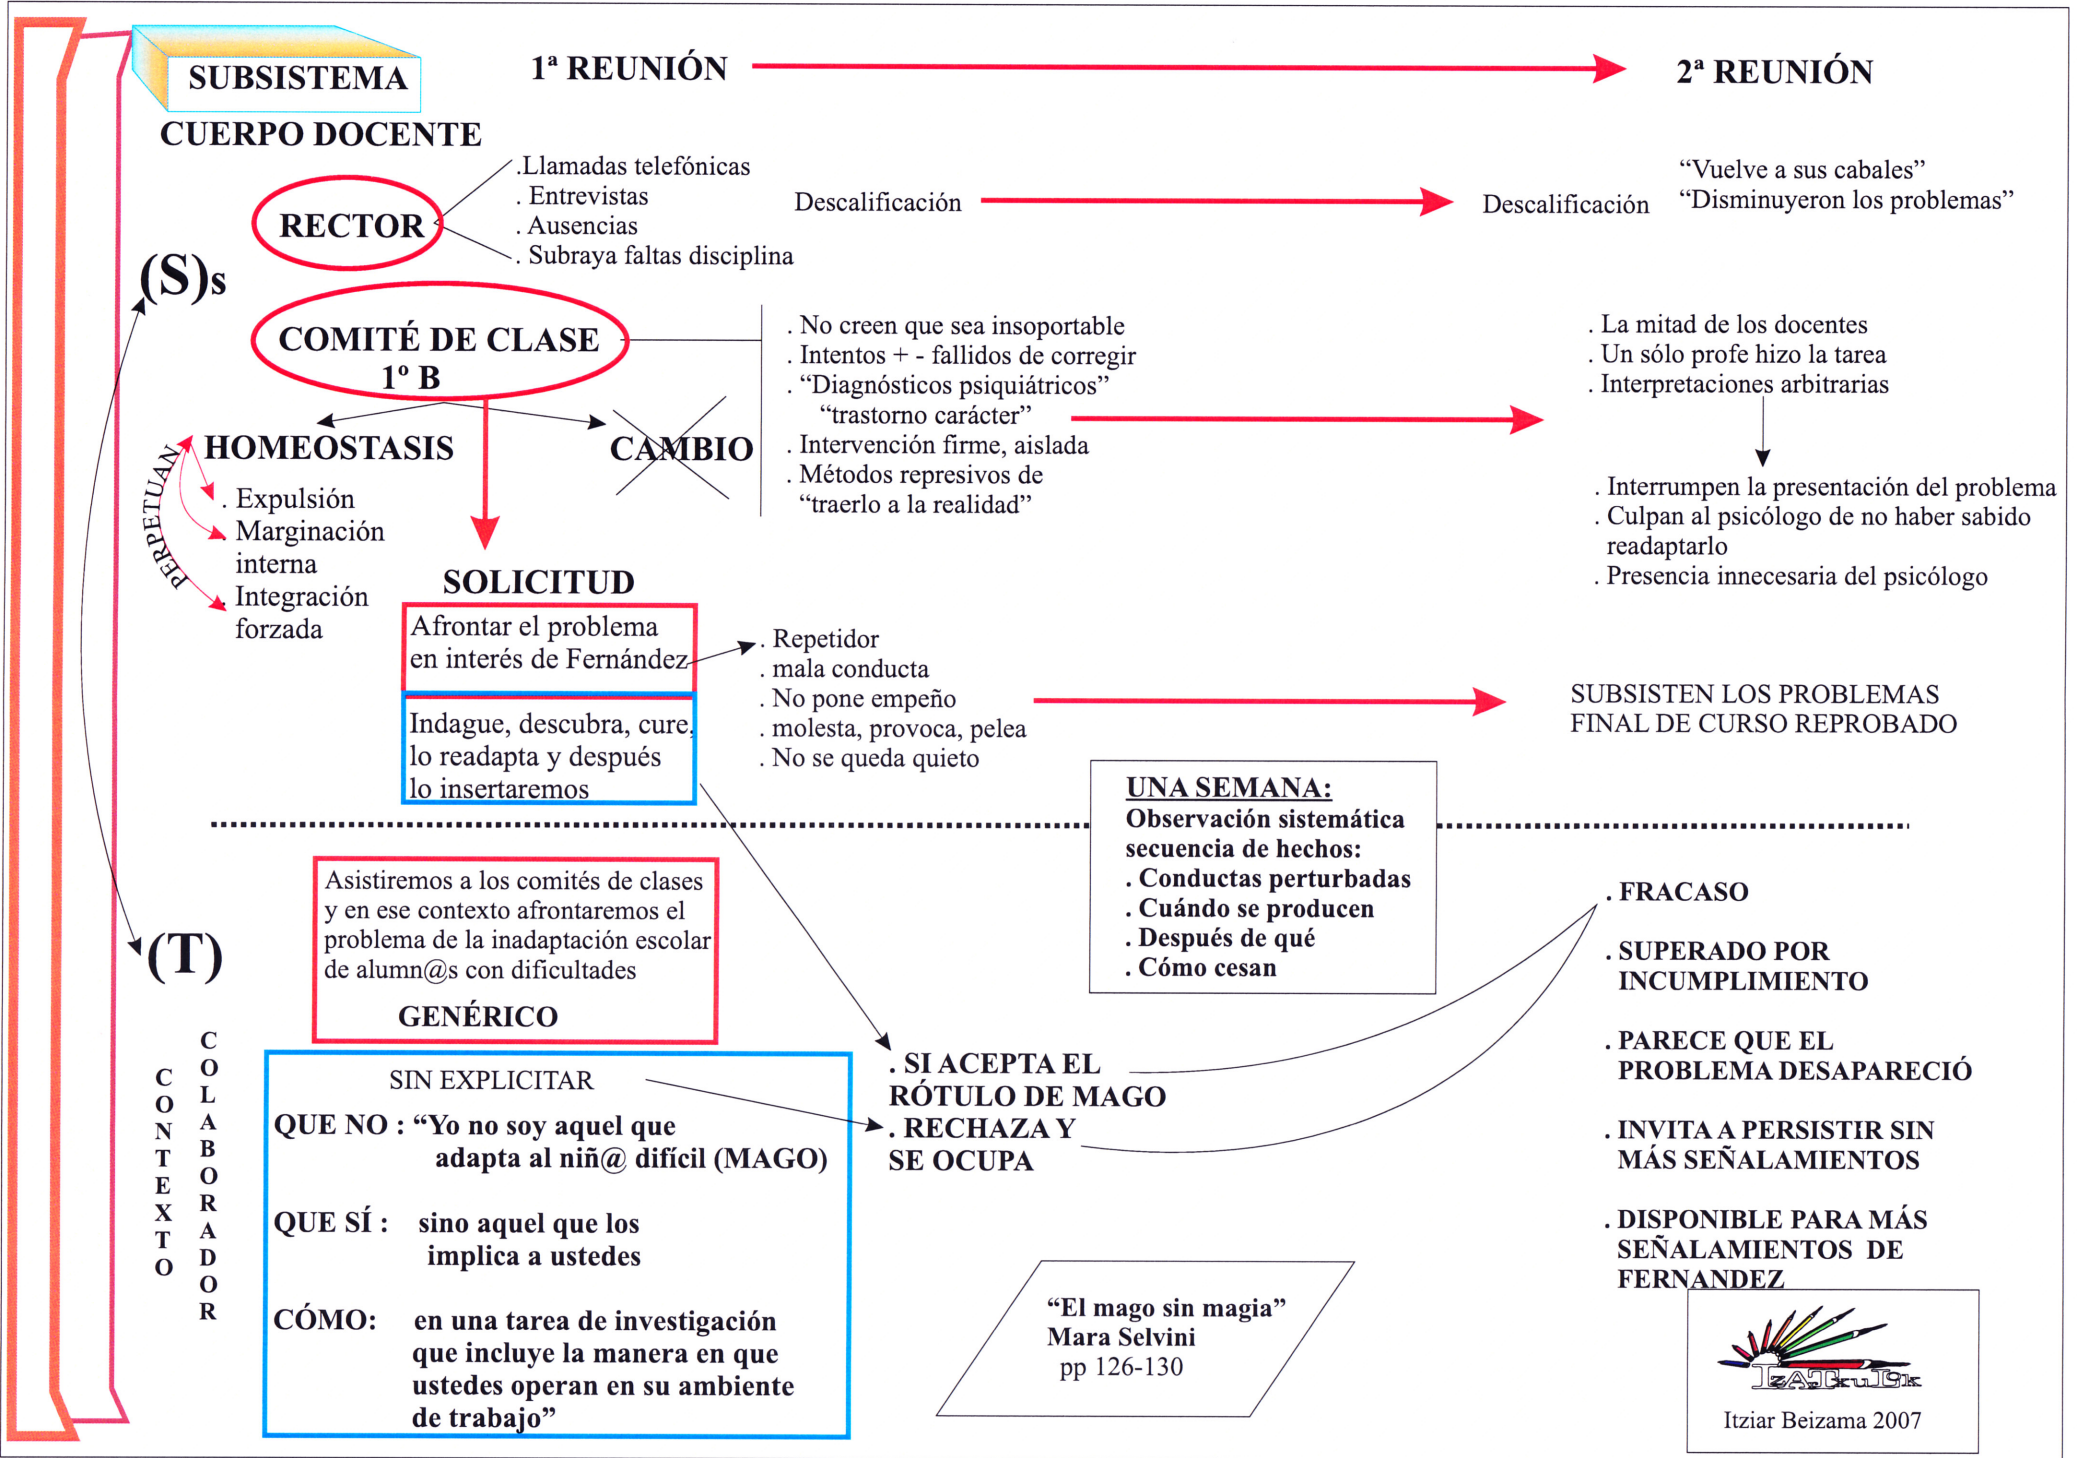 SUBSISTEMA
1ª REUNIÓN
2ª REUNIÓN
CUERPO DOCENTE
RECTOR
.Llamadas telefónicas
. Entrevistas
. Ausencias
. Subraya faltas disciplina
Descalificación
Descalificación
“Vuelve a sus cabales”
“Disminuyeron los problemas”
(S)s
COMITÉ DE CLASE
1º B
. No creen que sea insoportable
. Intentos + - fallidos de corregir
. “Diagnósticos psiquiátricos”
“trastorno carácter”
. Intervención firme, aislada
. Métodos represivos de
“traerlo a la realidad”
. La mitad de los docentes
. Un sólo profe hizo la tarea
. Interpretaciones arbitrarias
. Interrumpen la presentación del problema
. Culpan al psicólogo de no haber sabido
readaptarlo
. Presencia innecesaria del psicólogo
HOMEOSTASIS
CAMBIO
PERPETUAN
. Expulsión
. Marginación
interna
. Integración
forzada
SOLICITUD
Afrontar el problema
en interés de Fernández
Indague, descubra, cure,
lo readapta y después
lo insertaremos
. Repetidor
. mala conducta
. No pone empeño
. molesta, provoca, pelea
. No se queda quieto
SUBSISTEN LOS PROBLEMAS
FINAL DE CURSO REPROBADO
UNA SEMANA:
Observación sistemática
secuencia de hechos:
. Conductas perturbadas
. Cuándo se producen
. Después de qué
. Cómo cesan
(T)
CONTEXTO
COLABORADOR
Asistiremos a los comités de clases
y en ese contexto afrontaremos el
problema de la inadaptación escolar
de alumn@s con dificultades
GENÉRICO
SIN EXPLICITAR
QUE NO : “Yo no soy aquel que
adapta al niñ@ difícil (MAGO)
QUE SÍ : sino aquel que los
implica a ustedes
CÓMO: en una tarea de investigación
que incluye la manera en que
ustedes operan en su ambiente
de trabajo”
. SI ACEPTA EL
RÓTULO DE MAGO
. RECHAZA Y
SE OCUPA
. FRACASO
. SUPERADO POR
INCUMPLIMIENTO
. PARECE QUE EL
PROBLEMA DESAPARECIÓ
. INVITA A PERSISTIR SIN
MÁS SEÑALAMIENTOS
. DISPONIBLE PARA MÁS
SEÑALAMIENTOS DE
FERNANDEZ
“El mago sin magia”
Mara Selvini
pp 126-130
Itziar Beizama 2007